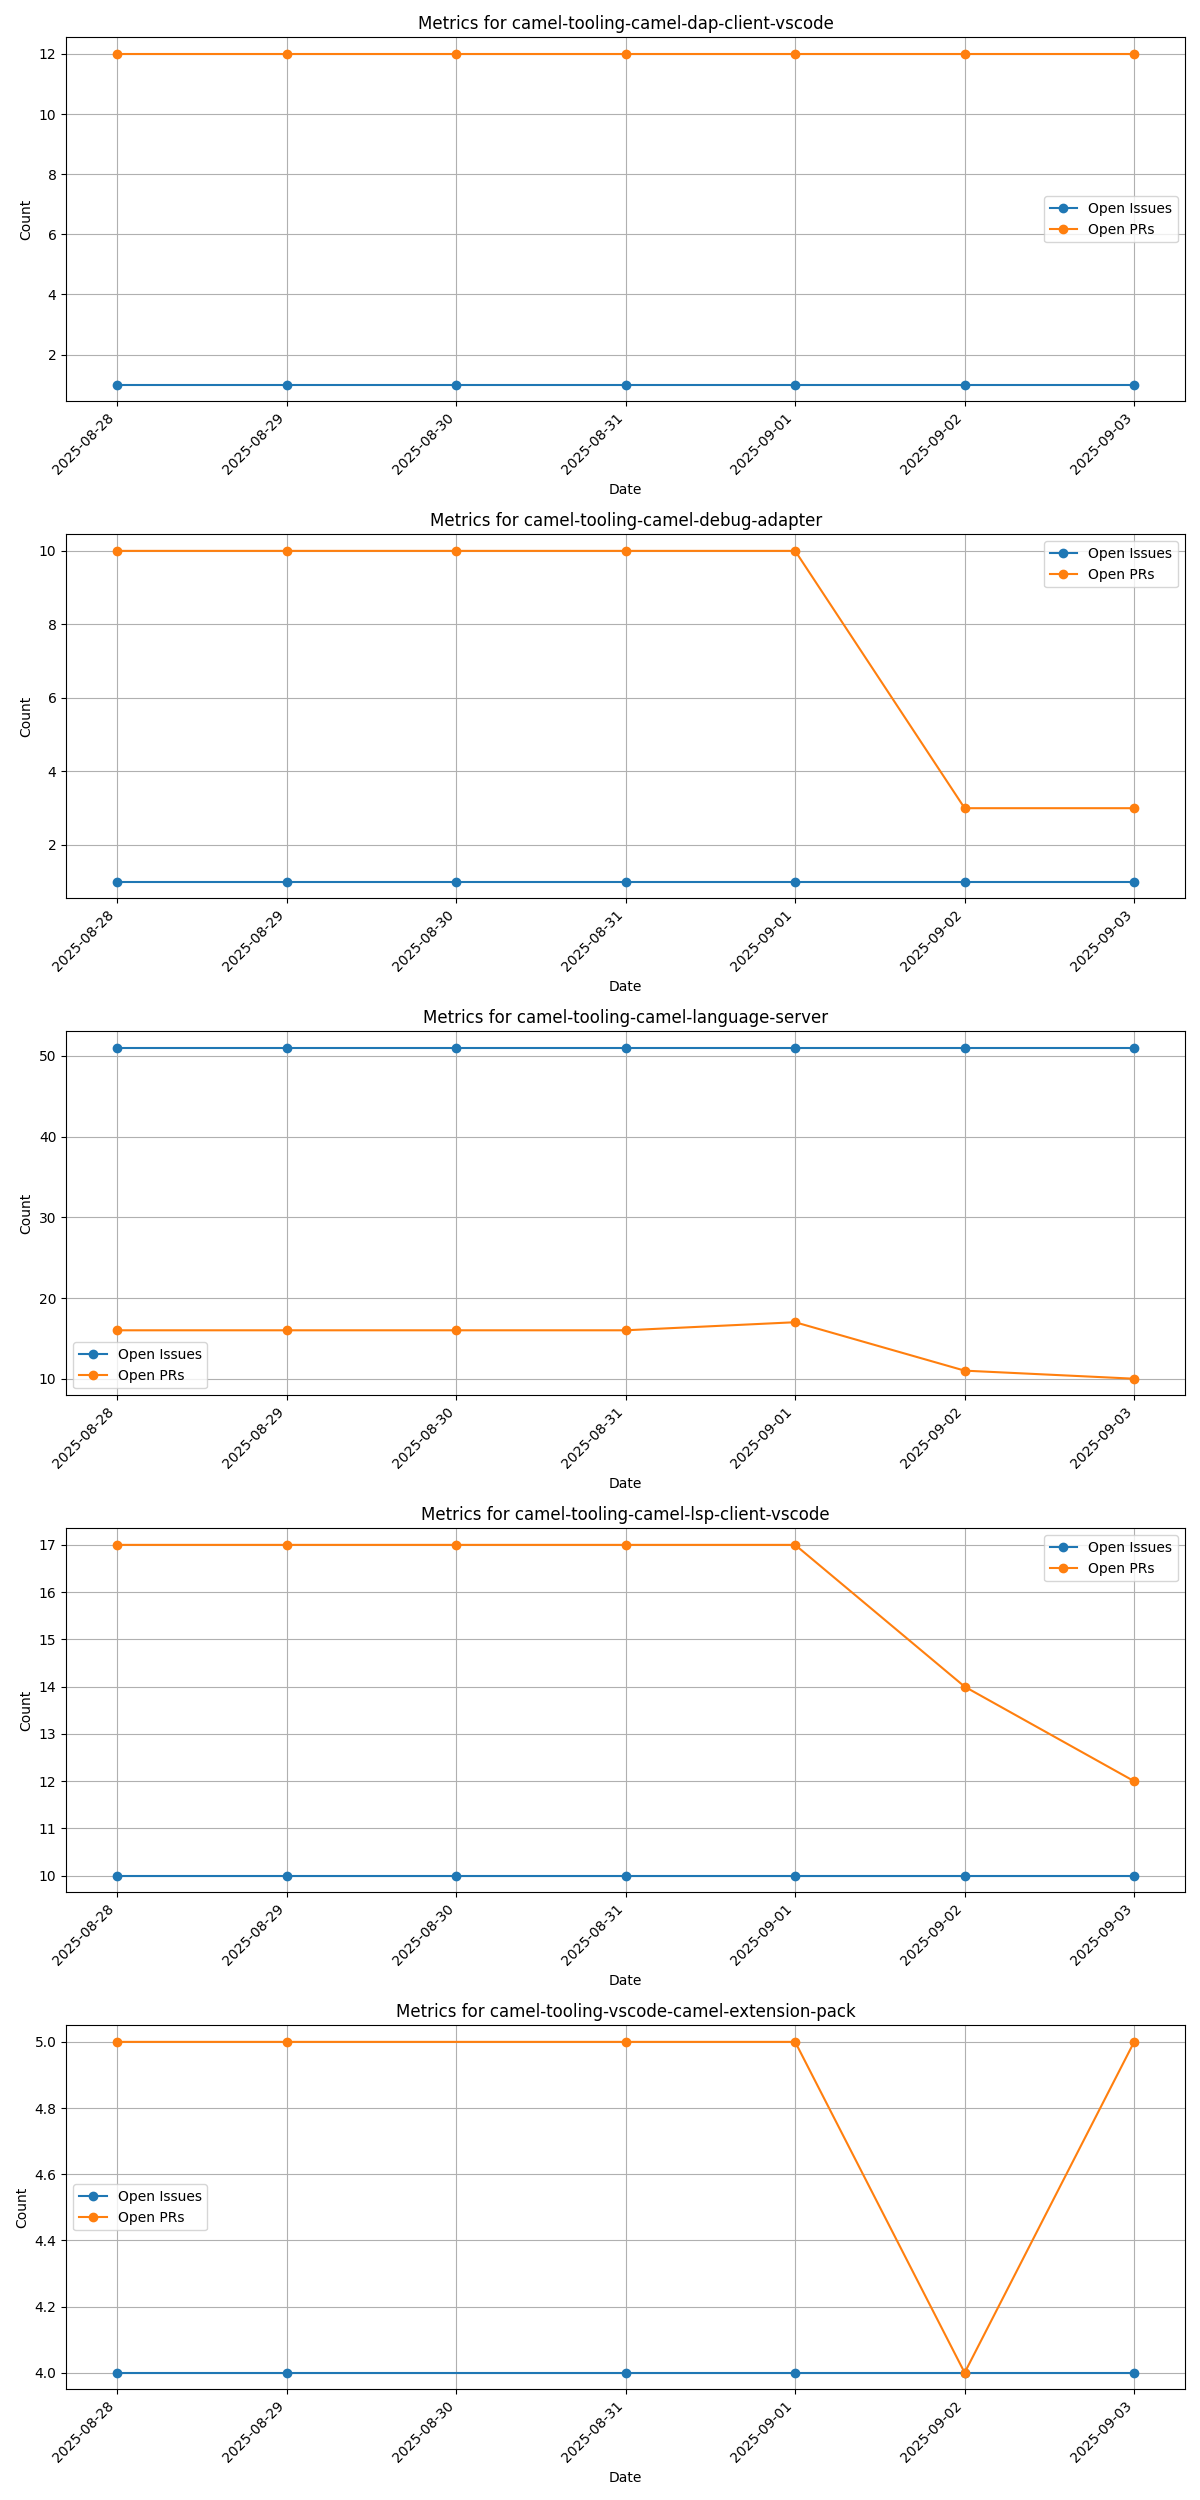 Metrics for camel-tooling-camel-dap-client-vscode
12
10
8
6
4
2
Count
Open Issues
Open PRs
2025-08-28
2025-08-29
2025-08-30
2025-08-31
2025-09-01
2025-09-02
2025-09-03
Date
Metrics for camel-tooling-camel-debug-adapter
10
8
6
4
2
Count
Open Issues
Open PRs
2025-08-28
2025-08-29
2025-08-30
2025-08-31
2025-09-01
2025-09-02
2025-09-03
Date
Metrics for camel-tooling-camel-language-server
50
40
30
20
10
Count
Open Issues
Open PRs
2025-08-28
2025-08-29
2025-08-30
2025-08-31
2025-09-01
2025-09-02
2025-09-03
Date
Metrics for camel-tooling-camel-lsp-client-vscode
17
16
15
14
13
12
11
10
Count
Open Issues
Open PRs
2025-08-28
2025-08-29
2025-08-30
2025-08-31
2025-09-01
2025-09-02
2025-09-03
Date
Metrics for camel-tooling-vscode-camel-extension-pack
5.0
4.8
4.6
4.4
4.2
4.0
Count
Open Issues
Open PRs
2025-08-28
2025-08-29
2025-08-30
2025-08-31
2025-09-01
2025-09-02
2025-09-03
Date